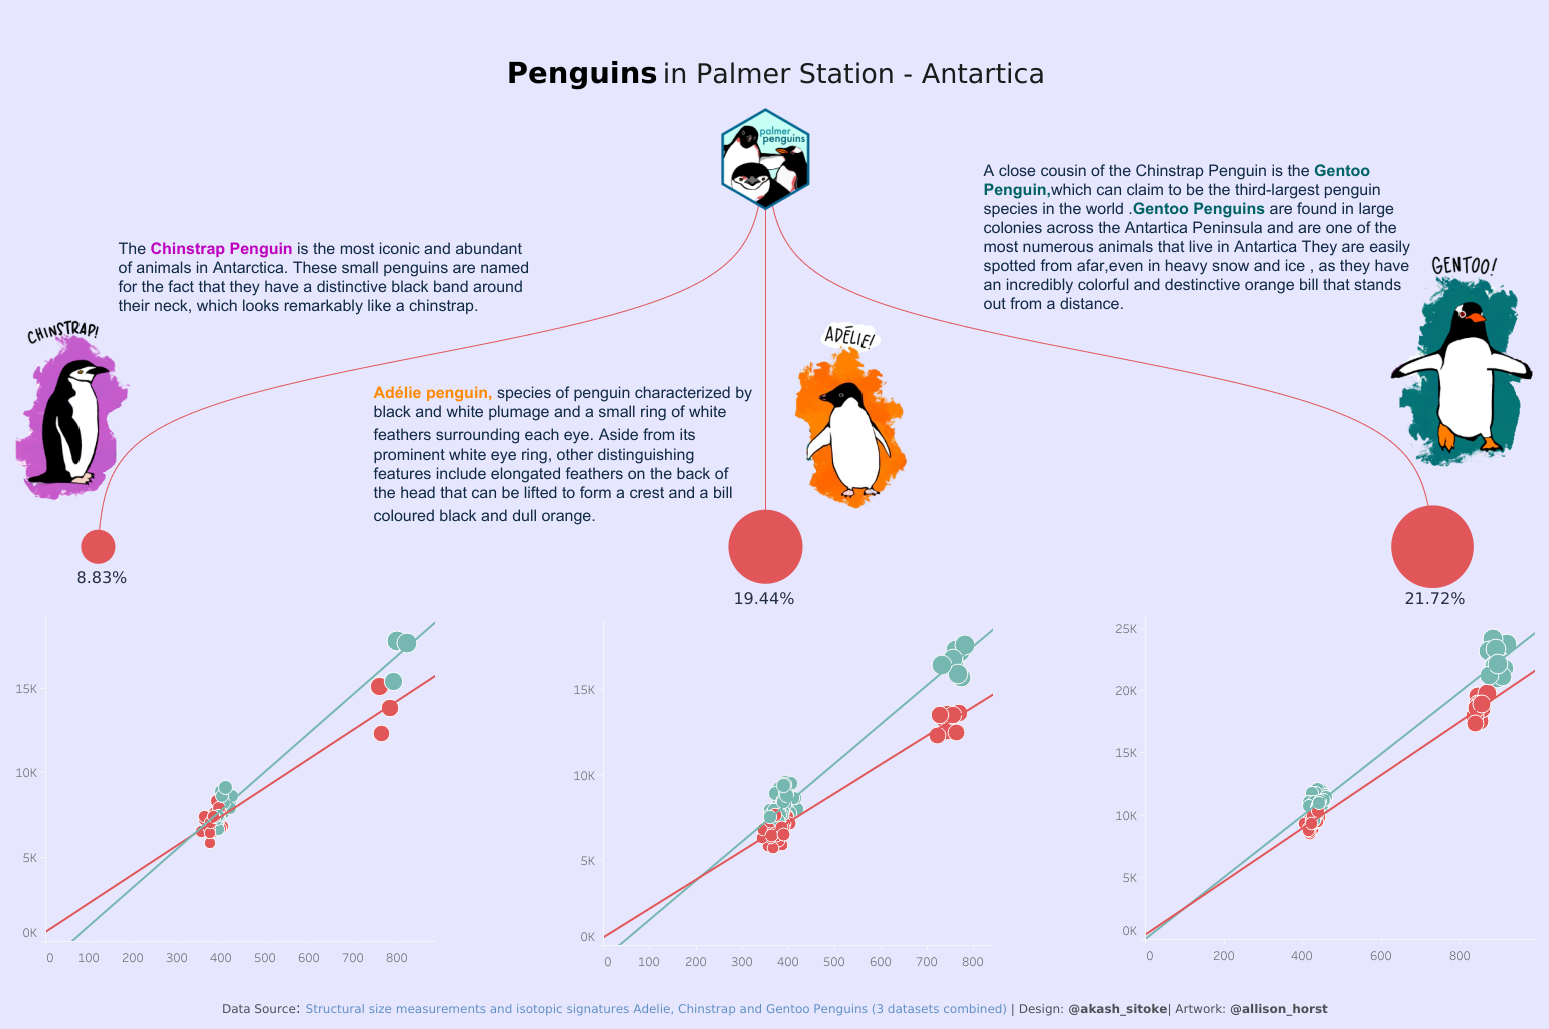 Penguins in Palmer Station - Antartica
palmer
penguins
A close cousin of the Chinstrap Penguin is the Gentoo
Penguin,which can claim to be the third-largest penguin
species in the world .Gentoo Penguins are found in large
colonies across the Antartica Peninsula and are one of the
most numerous animals that live in Antartica They are easily
spotted from afar,even in heavy snow and ice , as they have
an incredibly colorful and destinctive orange bill that stands
out from a distance.
GENTOO!
The Chinstrap Penguin is the most iconic and abundant
of animals in Antarctica. These small penguins are named
for the fact that they have a distinctive black band around
their neck, which looks remarkably like a chinstrap.
CHINSTRAP!
ADÉLIE!
Adélie penguin, species of penguin characterized by
black and white plumage and a small ring of white
feathers surrounding each eye. Aside from its
prominent white eye ring, other distinguishing
features include elongated feathers on the back of
the head that can be lifted to form a crest and a bill
coloured black and dull orange.
8.83%
19.44%
21.72%
15K
10K
5K
0K
0 100 200 300 400 500 600 700 800
15K
10K
5K
0K
0 100 200 300 400 500 600 700 800
25K
20K
15K
10K
5K
0K
0 200 400 600 800
Data Source: Structural size measurements and isotopic signatures Adelie, Chinstrap and Gentoo Penguins (3 datasets combined) | Design: @akash_sitoke| Artwork: @allison_horst